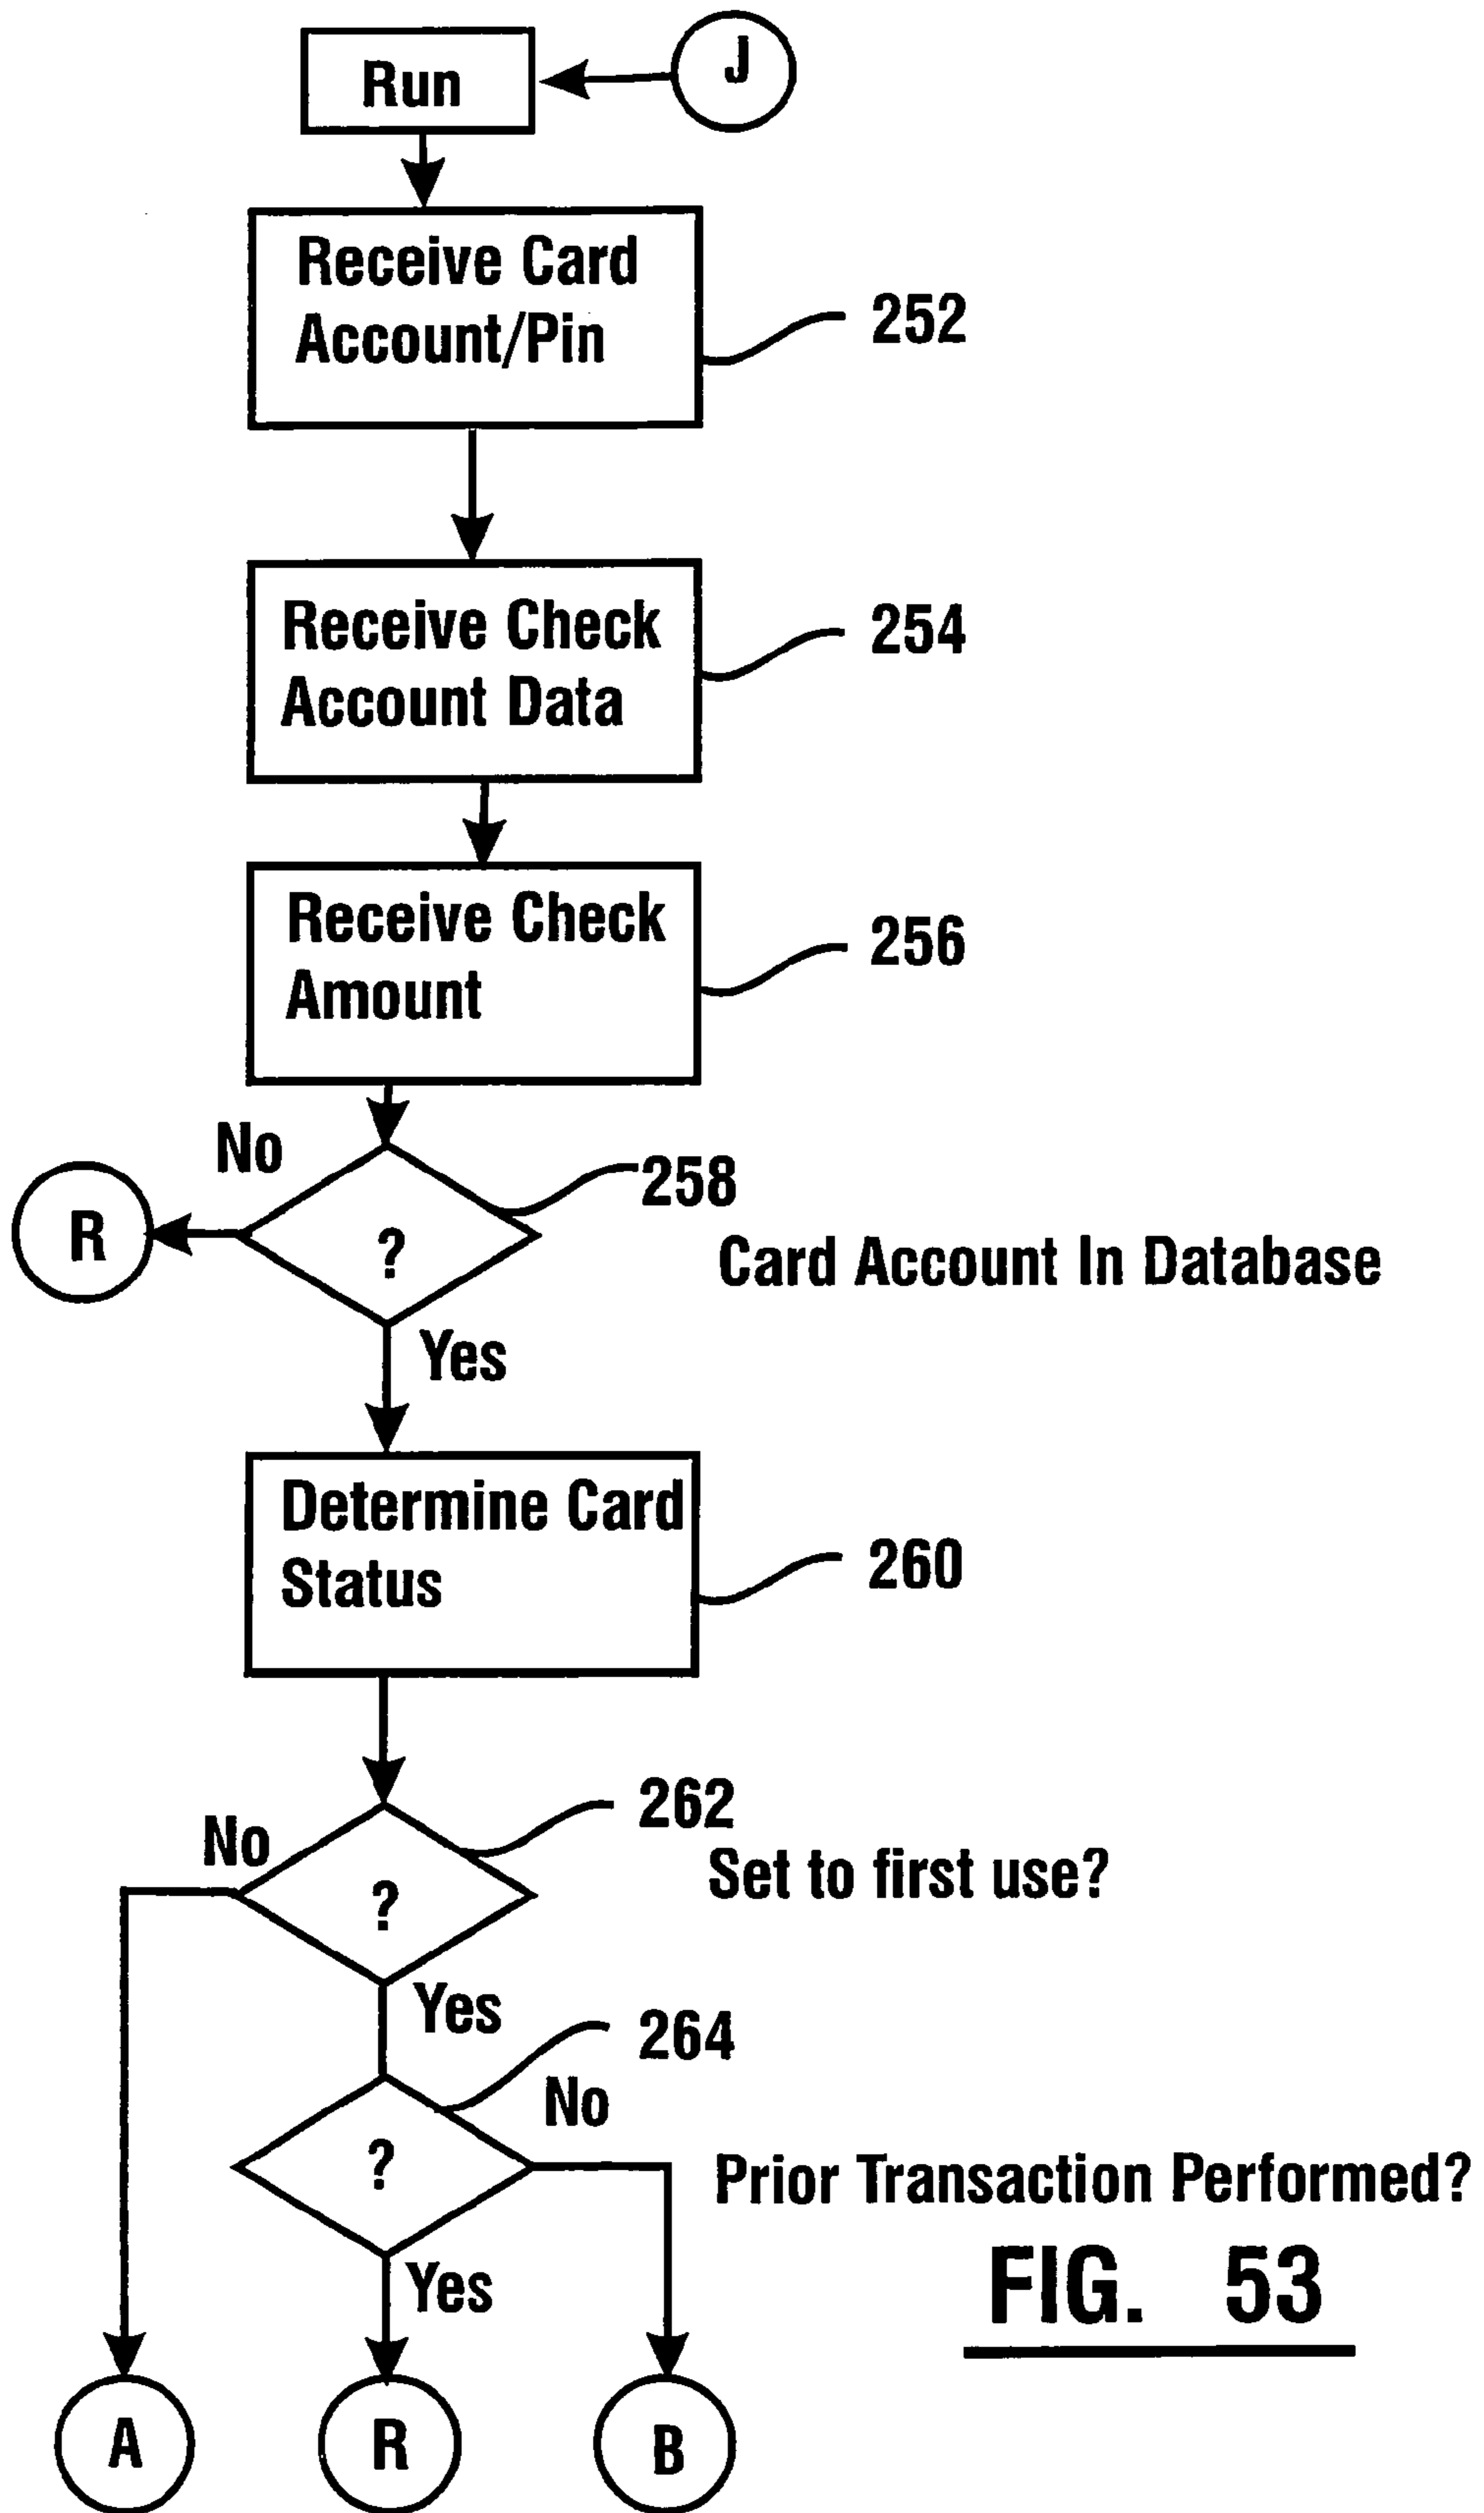 Run
J
Receive Card
Account/Pin
252
Receive Check
Account Data
254
Receive Check
Amount
256
No
258
R
?
Card Account In Database
Yes
Determine Card
Status
260
No
262
Set to first use?
?
Yes
264
No
?
Prior Transaction Performed?
Yes
FIG. 53
A
R
B